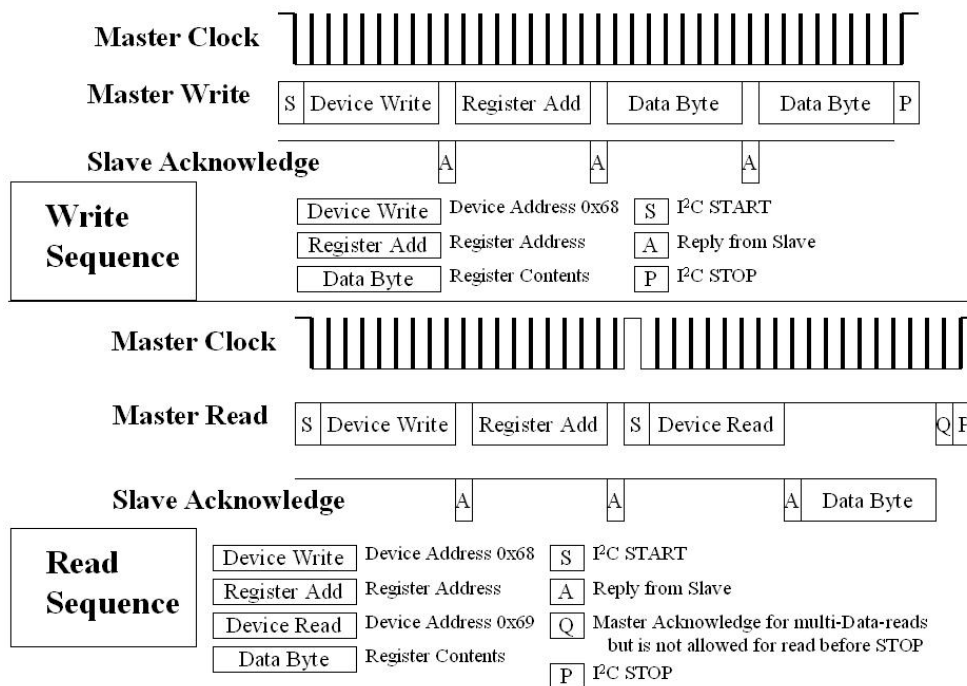 Master Clock
Master Write
S Device Write Register Add Data Byte Data Byte P
Slave Acknowledge
A A A
Write
Sequence
Device Write Device Address 0x68 S I²C START
Register Add Register Address A Reply from Slave
Data Byte Register Contents P I²C STOP
Master Clock
Master Read
S Device Write Register Add S Device Read Q P
Slave Acknowledge
A A A Data Byte
Read
Sequence
Device Write Device Address 0x68 S I²C START
Register Add Register Address A Reply from Slave
Device Read Device Address 0x69 Q Master Acknowledge for multi-Data-reads
but is not allowed for read before STOP
Data Byte Register Contents
P I²C STOP